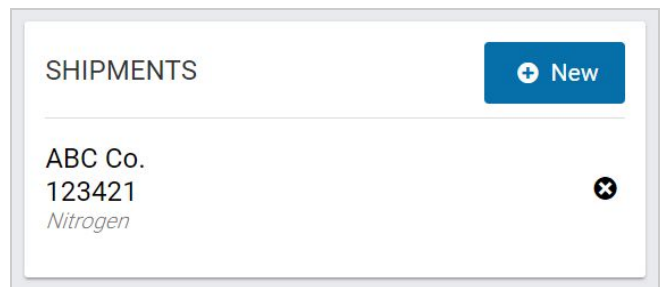 SHIPMENTS
New
ABC Co.
123421
Nitrogen